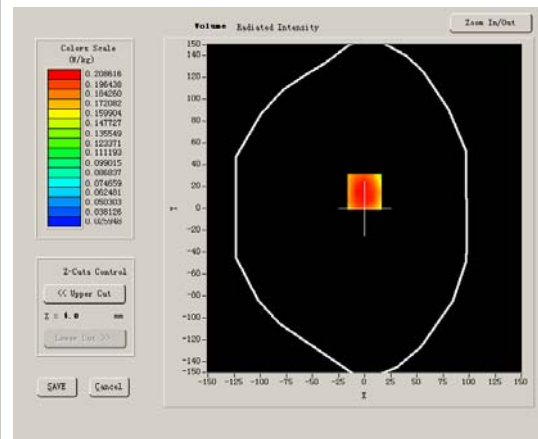 Volume Radiated Intensity
Zoom In/Out
Colors Scale
(W/kg)
0.208616
0.196438
0.184260
0.172082
0.159904
0.147727
0.135549
0.123371
0.111193
0.099015
0.086837
0.074659
0.062481
0.050303
0.038126
0.025948
150
140
120
100
80
60
40
20
0
-20
-40
-60
-80
-100
-120
-140
-150
Y
-150 -125 -100 -75 -50 -25 0 25 50 75 100 125 150
X
Z-Cuts Control
<< Upper Cut
Z = 4.0 mm
Lower Cut >>
SAVE
Cancel